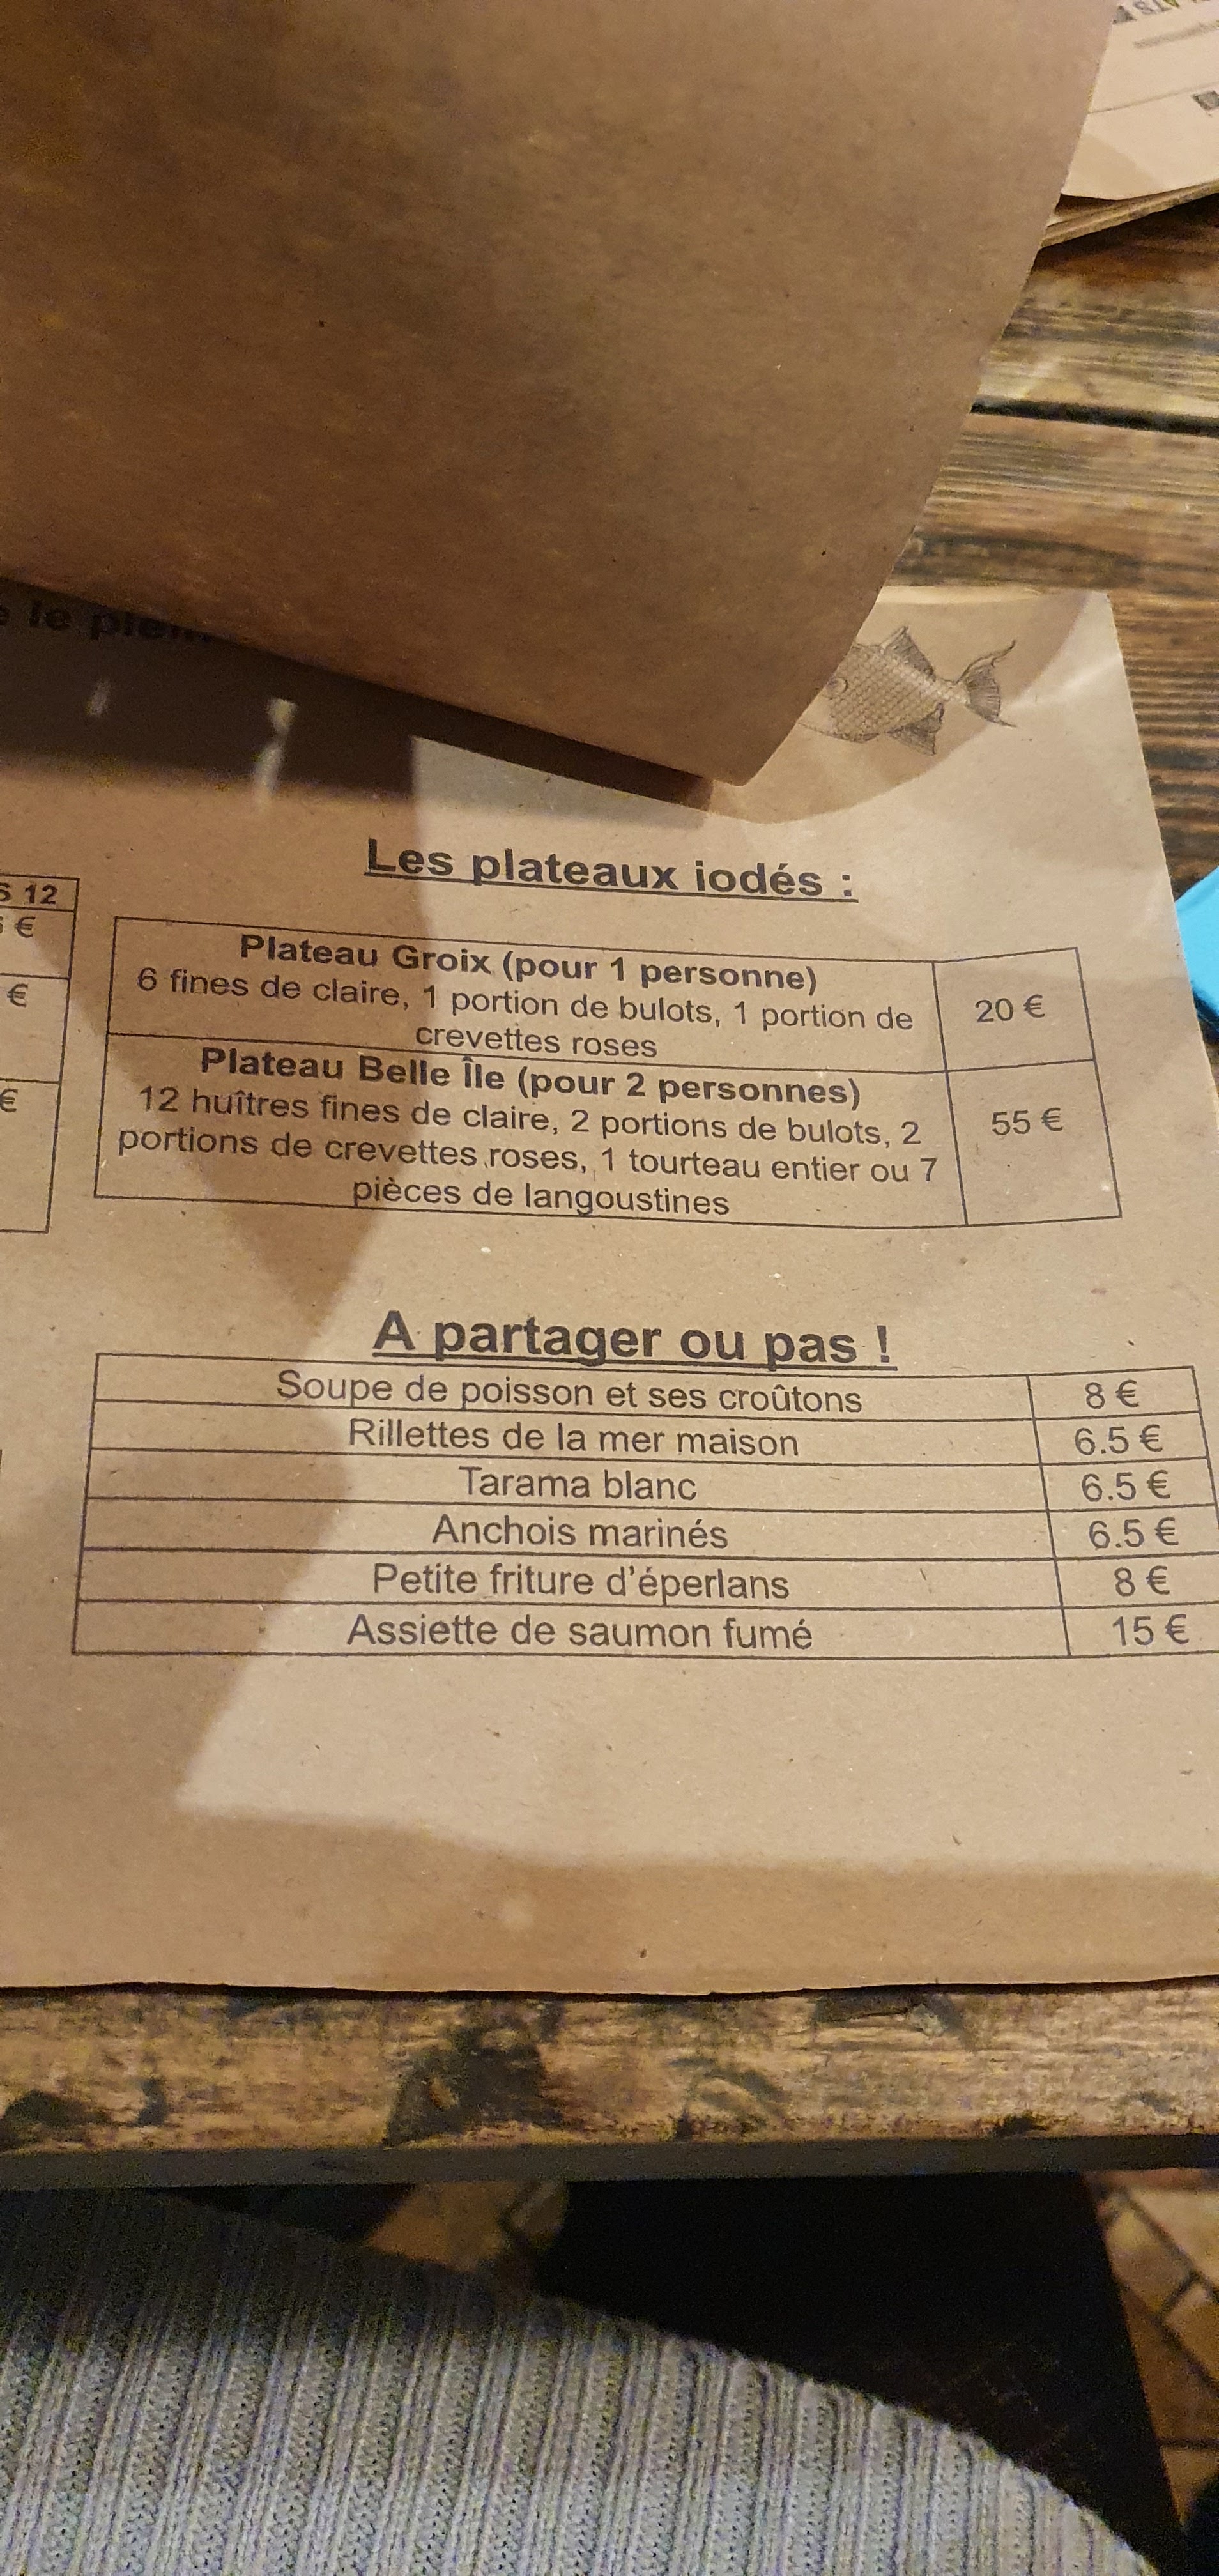 le
Les plateaux iodés :
12
€
€
€
Plateau Groix (pour 1 personne)
6 fines de claire, 1 portion de bulots, 1 portion de
crevettes roses
20 €
Plateau Belle Île (pour 2 personnes)
12 huîtres fines de claire, 2 portions de bulots, 2
portions de crevettes roses, 1 tourteau entier ou 7
pièces de langoustines
55 €
A partager ou pas !
Soupe de poisson et ses croûtons 8 €
Rillettes de la mer maison 6.5 €
Tarama blanc 6.5 €
Anchois marinés 6.5 €
Petite friture d'éperlans 8 €
Assiette de saumon fumé 15 €